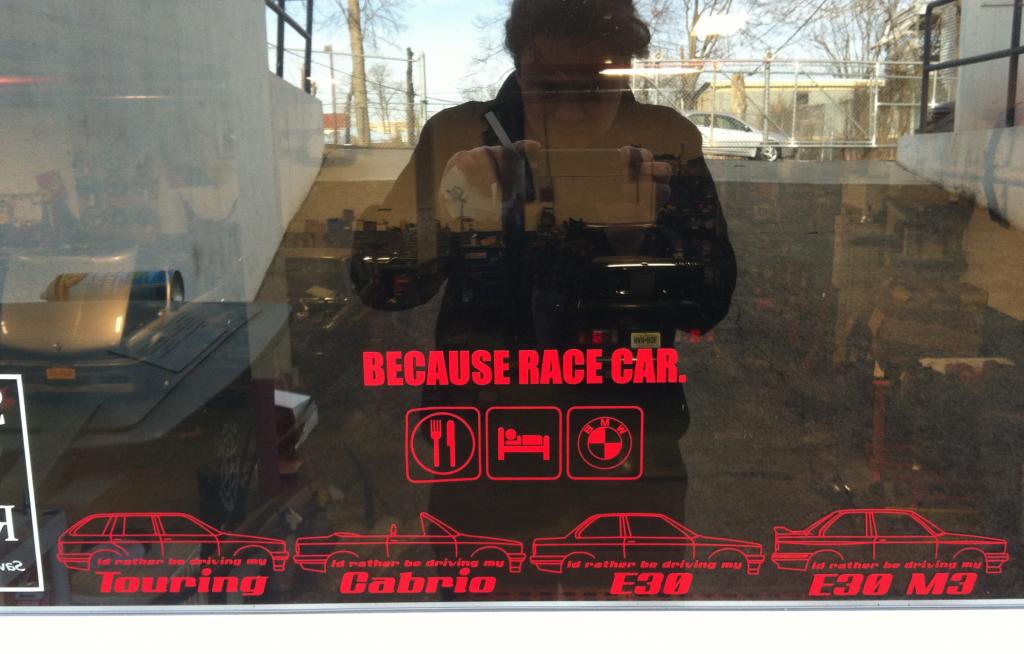 BECAUSE RACE CAR.
BMW
Id rather be driving my
Touring
Id rather be driving my
Cabrio
Id rather be driving my
E30
Id rather be driving my
E30 M3